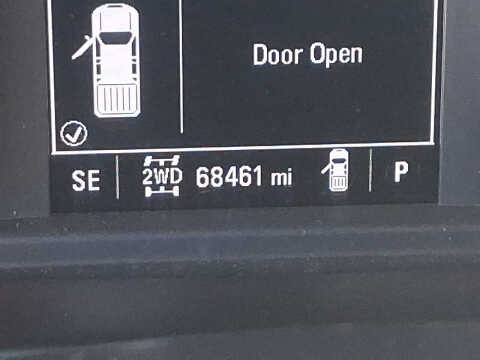 Door Open
SE 2WD 68461 mi P